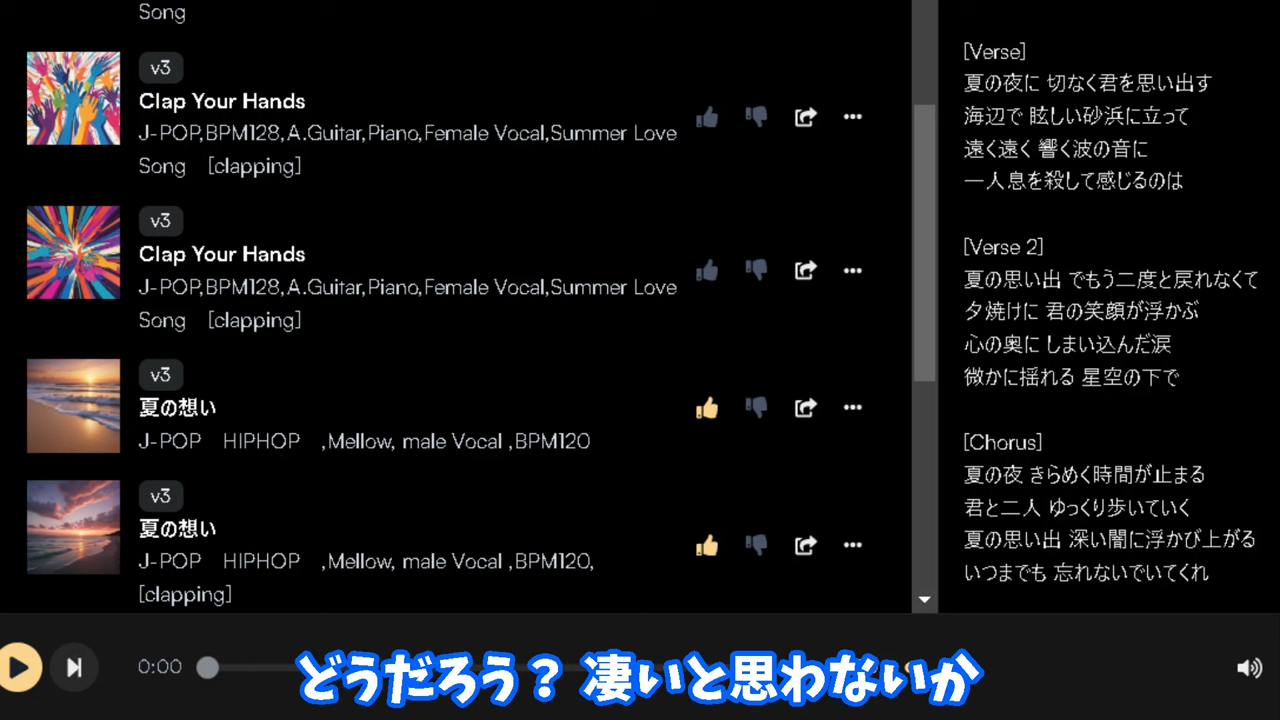 Song
v3
Clap Your Hands
J-POP,BPM128,A.Guitar,Piano,Female Vocal,Summer Love
Song [clapping]
v3
Clap Your Hands
J-POP,BPM128,A.Guitar,Piano,Female Vocal,Summer Love
Song [clapping]
v3
夏の想い
J-POP HIPHOP ,Mellow, male Vocal ,BPM120
v3
夏の想い
J-POP HIPHOP ,Mellow, male Vocal ,BPM120,
[clapping]
[Verse]
夏の夜に 切なく君を思い出す
海辺で 眩しい砂浜に立って
遠く遠く 響く波の音に
一人息を殺して感じるのは
[Verse 2]
夏の思い出 でもう二度と戻れなくて
夕焼けに 君の笑顔が浮かぶ
心の奥に しまい込んだ涙
微かに揺れる 星空の下で
[Chorus]
夏の夜 きらめく時間が止まる
君と二人 ゆっくり歩いていく
夏の思い出 深い闇に浮かび上がる
いつまでも 忘れないでいてくれ
0:00
どうだろう？ 凄いと思わないか